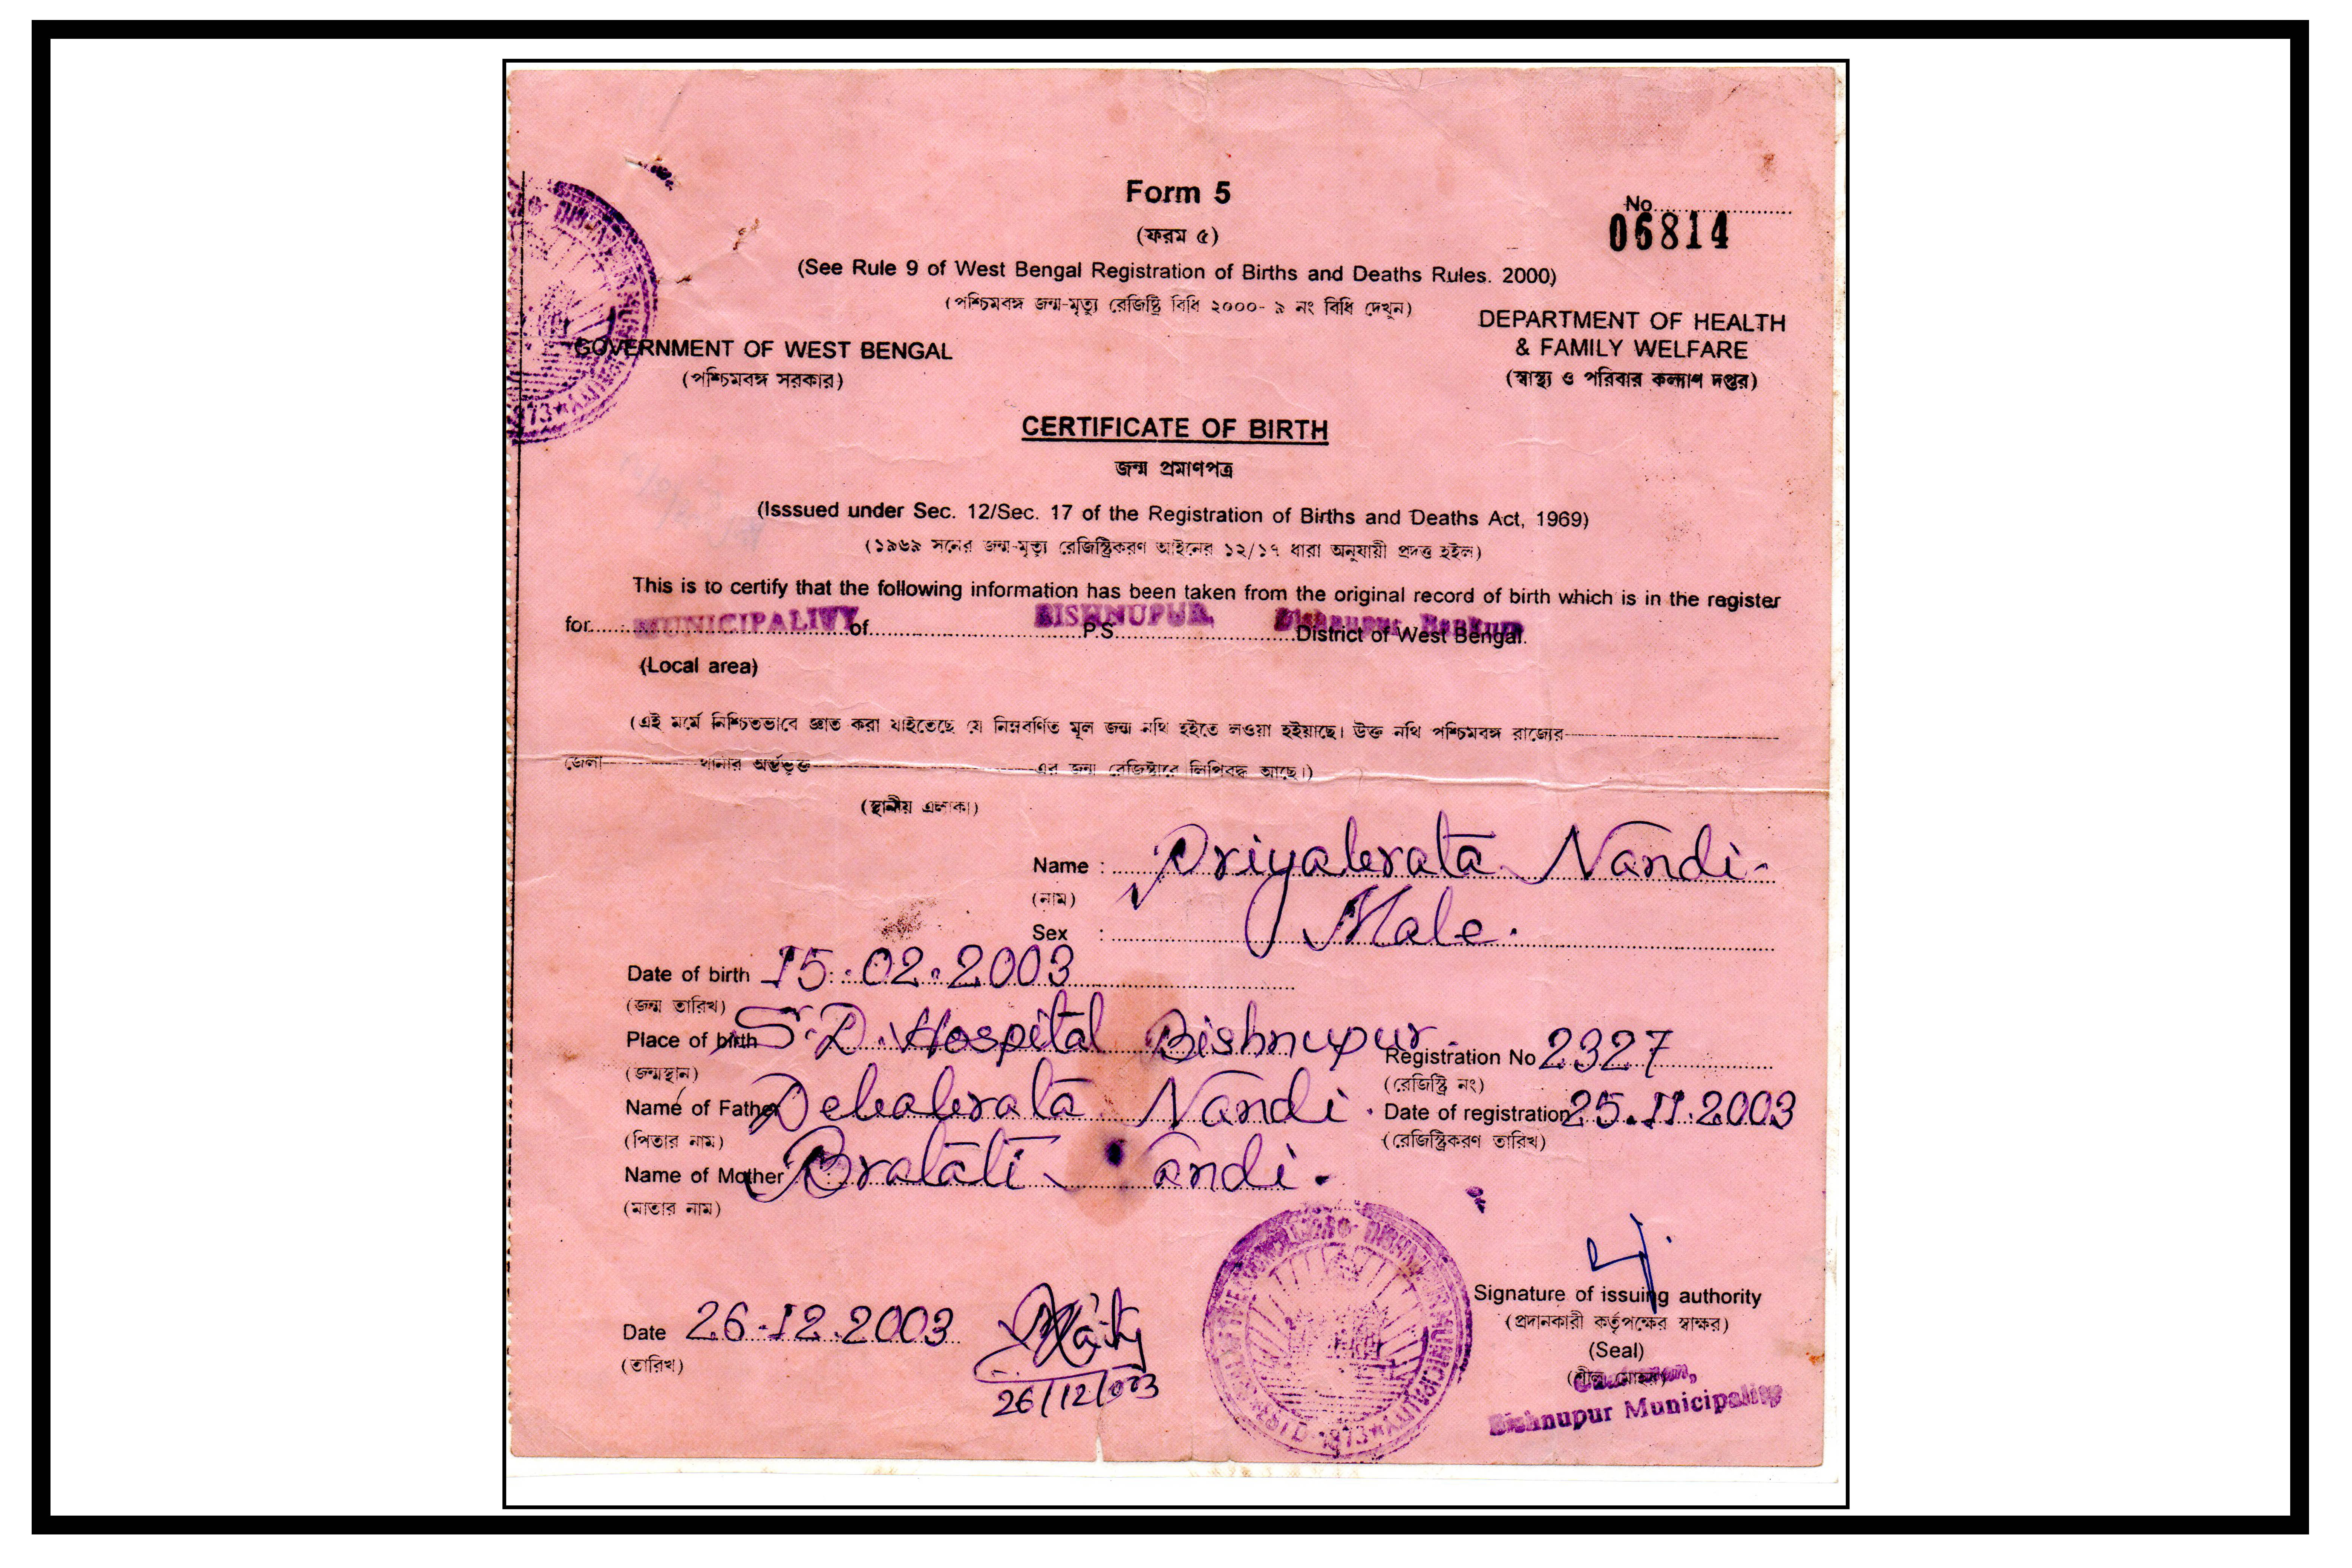 Form 5
(ফরম ৫)
No
06814
(See Rule 9 of West Bengal Registration of Births and Deaths Rules. 2000)
(পশ্চিমবঙ্গ জন্ম-মৃত্যু রেজিষ্ট্রি বিধি ২০০০- ৯ নং বিধি দেখুন)
GOVERNMENT OF WEST BENGAL
(পশ্চিমবঙ্গ সরকার)
DEPARTMENT OF HEALTH
& FAMILY WELFARE
(স্বাস্থ্য ও পরিবার কল্যাণ দপ্তর)
CERTIFICATE OF BIRTH
জন্ম প্রমাণপত্র
(Isssued under Sec. 12/Sec. 17 of the Registration of Births and Deaths Act, 1969)
(১৯৬৯ সনের জন্ম-মৃত্যু রেজিস্ট্রিকরণ আইনের ১২/১৭ ধারা অনুযায়ী প্রদত্ত হইল)
This is to certify that the following information has been taken from the original record of birth which is in the register
for MUNICIPALITY of BISHNUPUR P.S. Bishnupur District of West Bengal.
(Local area)
(এই মর্মে নিশ্চিতভাবে জ্ঞাত করা যাইতেছে যে নিম্নবর্ণিত মূল জন্ম নথি হইতে লওয়া হইয়াছে। উক্ত নথি পশ্চিমবঙ্গ রাজ্যের
জেলা থানার অর্ন্তভূক্ত এর জন্ম রেজিস্টারে লিপিবদ্ধ আছে।)
(স্থানীয় এলাকা)
Name : Priyabrata Nandi
(নাম)
Sex : Male.
Date of birth 15.02.2003
(জন্ম তারিখ)
Place of birth S.D. Hospital Bishnupur.
(জন্মস্থান)
Registration No 2327
(রেজিস্ট্রি নং)
Name of Father Debabrata Nandi.
(পিতার নাম)
Date of registration 25.11.2003
(রেজিস্ট্রিকরণ তারিখ)
Name of Mother Bratati Nandi.
(মাতার নাম)
Date 26.12.2003
(তারিখ)
26/12/003
Signature of issuing authority
(প্রদানকারী কর্তৃপক্ষের স্বাক্ষর)
(Seal)
(শীল মোহর)
Bishnupur Municipality